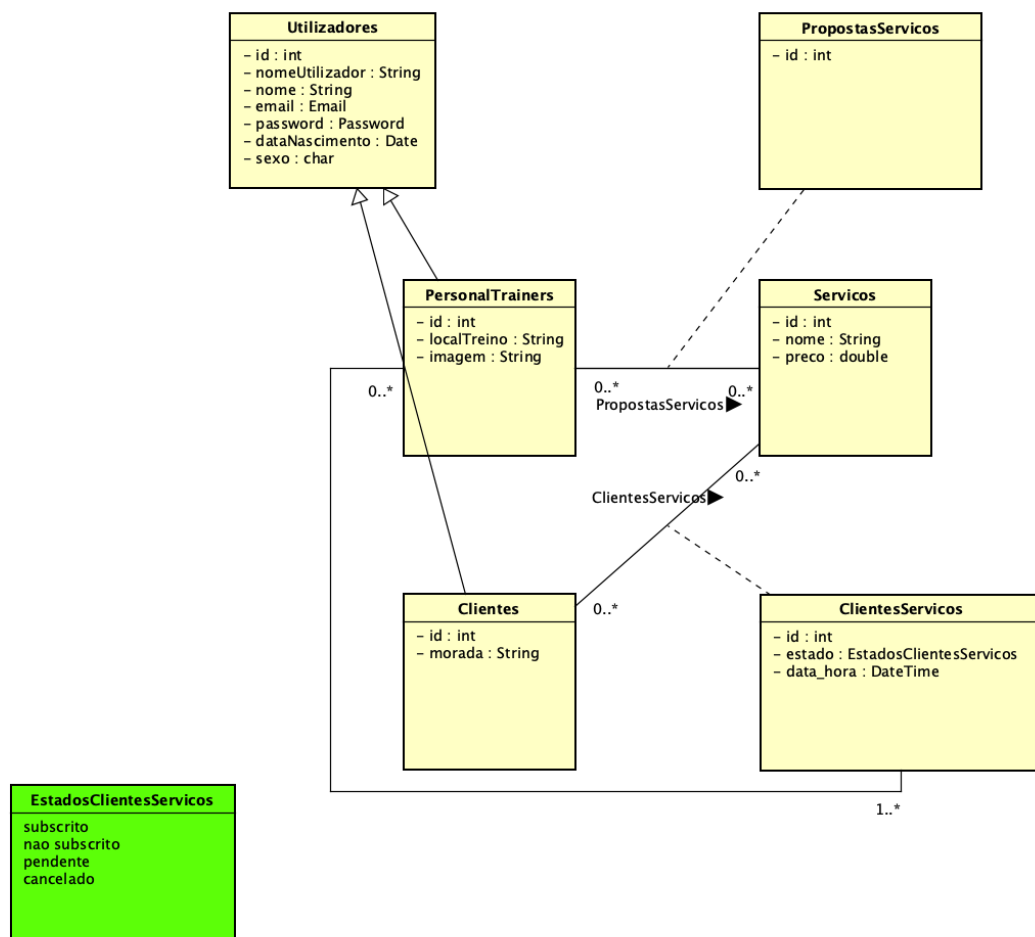 Utilizadores
- id : int
- nomeUtilizador : String
- nome : String
- email : Email
- password : Password
- dataNascimento : Date
- sexo : char
PropostasServicos
- id : int
PersonalTrainers
- id : int
- localTreino : String
- imagem : String
Servicos
- id : int
- nome : String
- preco : double
0..*
0..*
0..*
PropostasServicos
0..*
ClientesServicos
0..*
Clientes
- id : int
- morada : String
ClientesServicos
- id : int
- estado : EstadosClientesServicos
- data_hora : DateTime
1..*
EstadosClientesServicos
subscrito
nao subscrito
pendente
cancelado